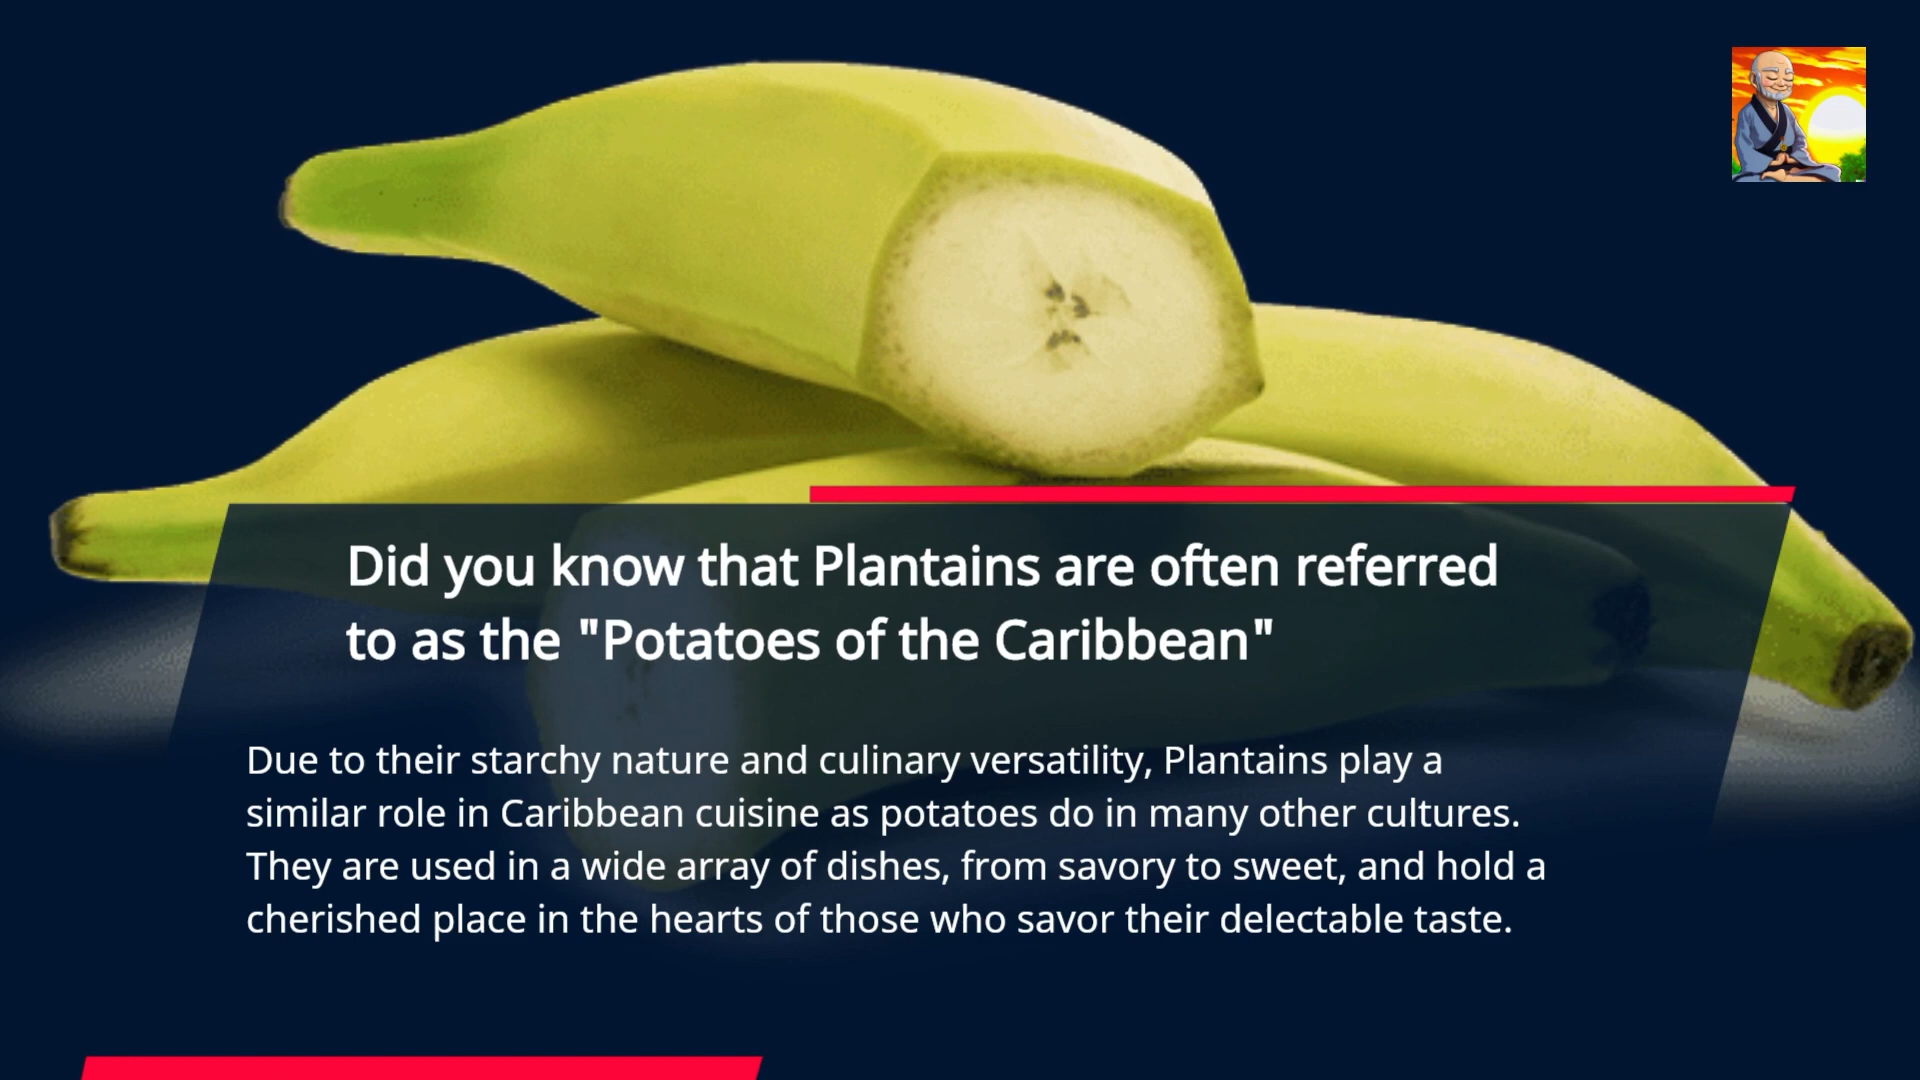 Did you know that Plantains are often referred
to as the "Potatoes of the Caribbean"
Due to their starchy nature and culinary versatility, Plantains play a
similar role in Caribbean cuisine as potatoes do in many other cultures.
They are used in a wide array of dishes, from savory to sweet, and hold a
cherished place in the hearts of those who savor their delectable taste.